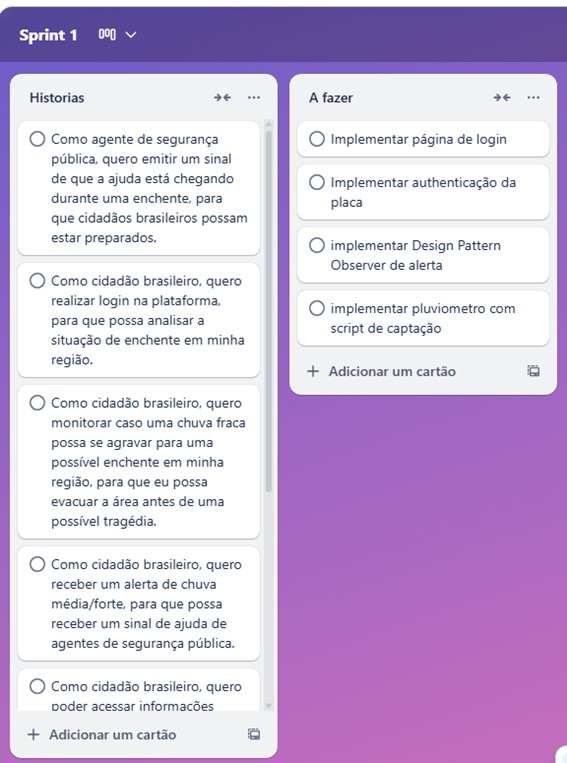 Sprint 1
Historias
Como agente de segurança
pública, quero emitir um sinal
de que a ajuda está chegando
durante uma enchente, para
que cidadãos brasileiros possam
estar preparados.
Como cidadão brasileiro, quero
realizar login na plataforma,
para que possa analisar a
situação de enchente em minha
região.
Como cidadão brasileiro, quero
monitorar caso uma chuva fraca
possa se agravar para uma
possível enchente em minha
região, para que eu possa
evacuar a área antes de uma
possível tragédia.
Como cidadão brasileiro, quero
receber um alerta de chuva
média/forte, para que possa
receber um sinal de ajuda de
agentes de segurança pública.
Como cidadão brasileiro, quero
poder acessar informações
+ Adicionar um cartão
A fazer
Implementar página de login
Implementar authenticação da
placa
implementar Design Pattern
Observer de alerta
implementar pluviometro com
script de captação
+ Adicionar um cartão